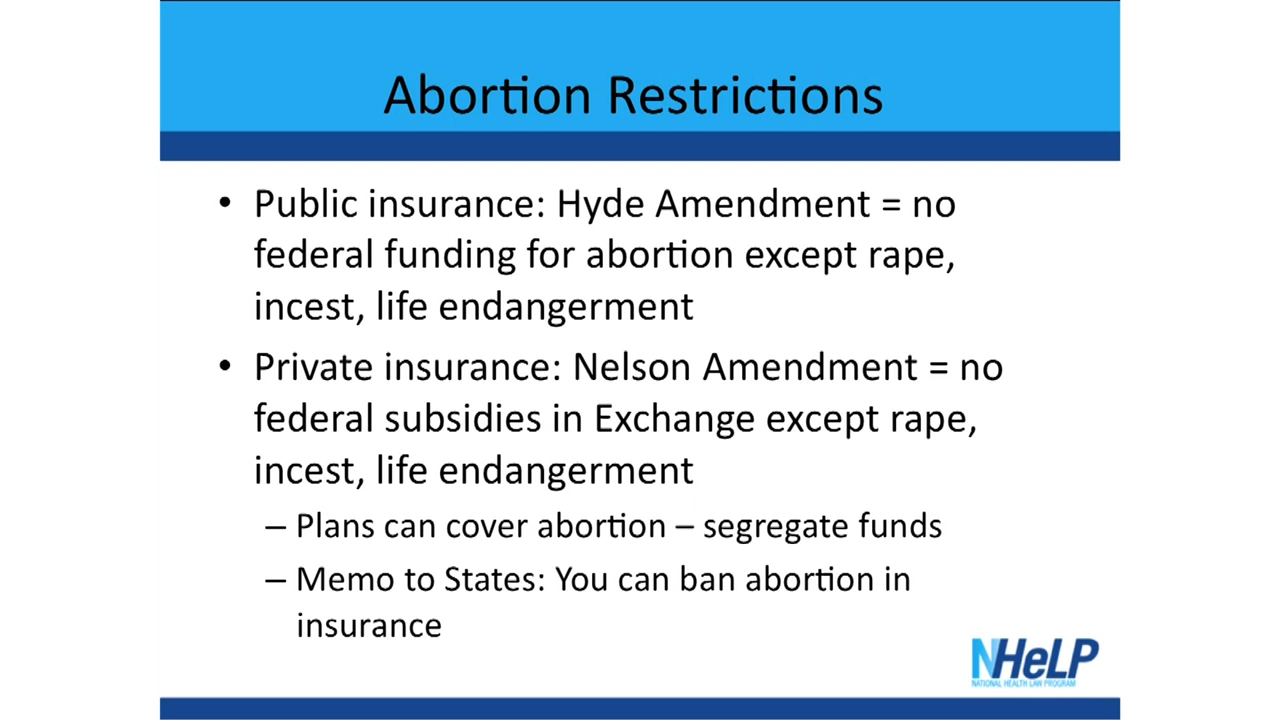 Abortion Restrictions
• Public insurance: Hyde Amendment = no
federal funding for abortion except rape,
incest, life endangerment
• Private insurance: Nelson Amendment = no
federal subsidies in Exchange except rape,
incest, life endangerment
– Plans can cover abortion – segregate funds
– Memo to States: You can ban abortion in
insurance
NHeLP
NATIONAL HEALTH LAW PROGRAM